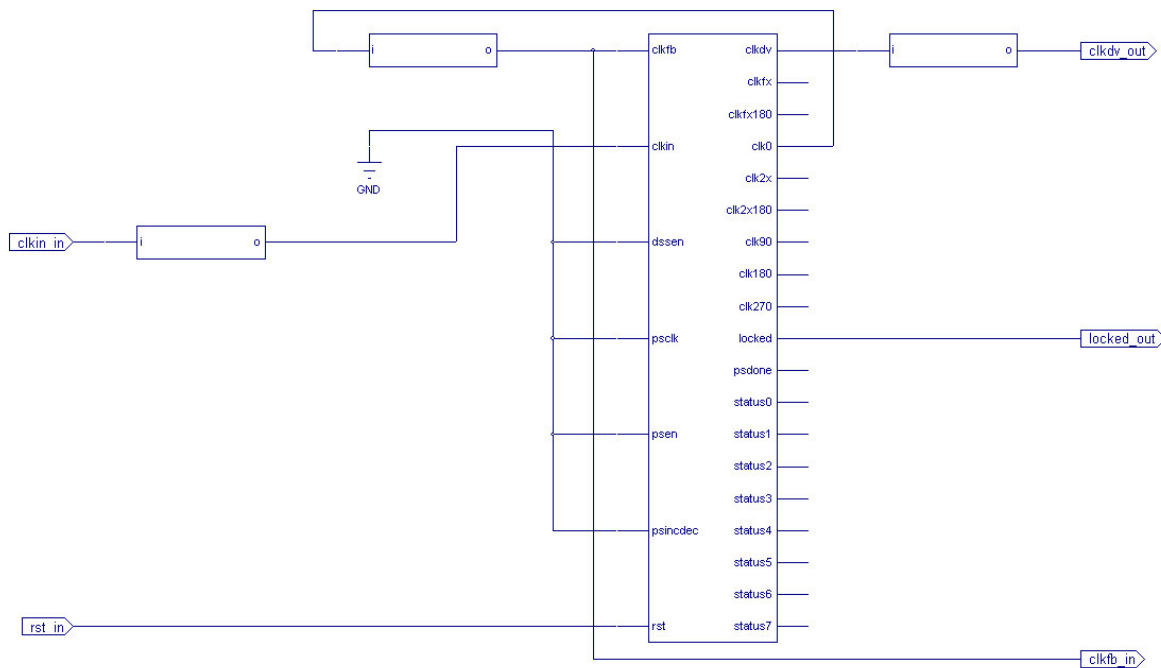 i o clkfb clkdv i o clkdv_out
clkfx
clkfx180
clkin clk0
GND
clk2x
clk2x180
clkin_in i o dssen clk90
clk180
clk270
psclk locked locked_out
psdone
status0
psen status1
status2
status3
psincdec status4
status5
status6
rst_in rst status7
clkfb_in